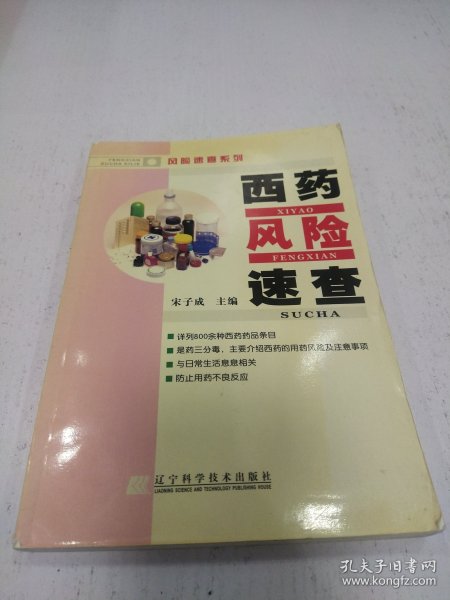 FENGXIAN
SUCHA XILIE
风险速查系列
西药
XIYAO
风险
FENGXIAN
速查
SUCHA
宋子成 主编
详列800余种西药药品条目
是药三分毒，主要介绍西药的用药风险及注意事项
与日常生活息息相关
防止用药不良反应
辽宁科学技术出版社
LIAONING SCIENCE AND TECHNOLOGY PUBLISHING HOUSE
孔夫子旧书网
www.kongfz.com